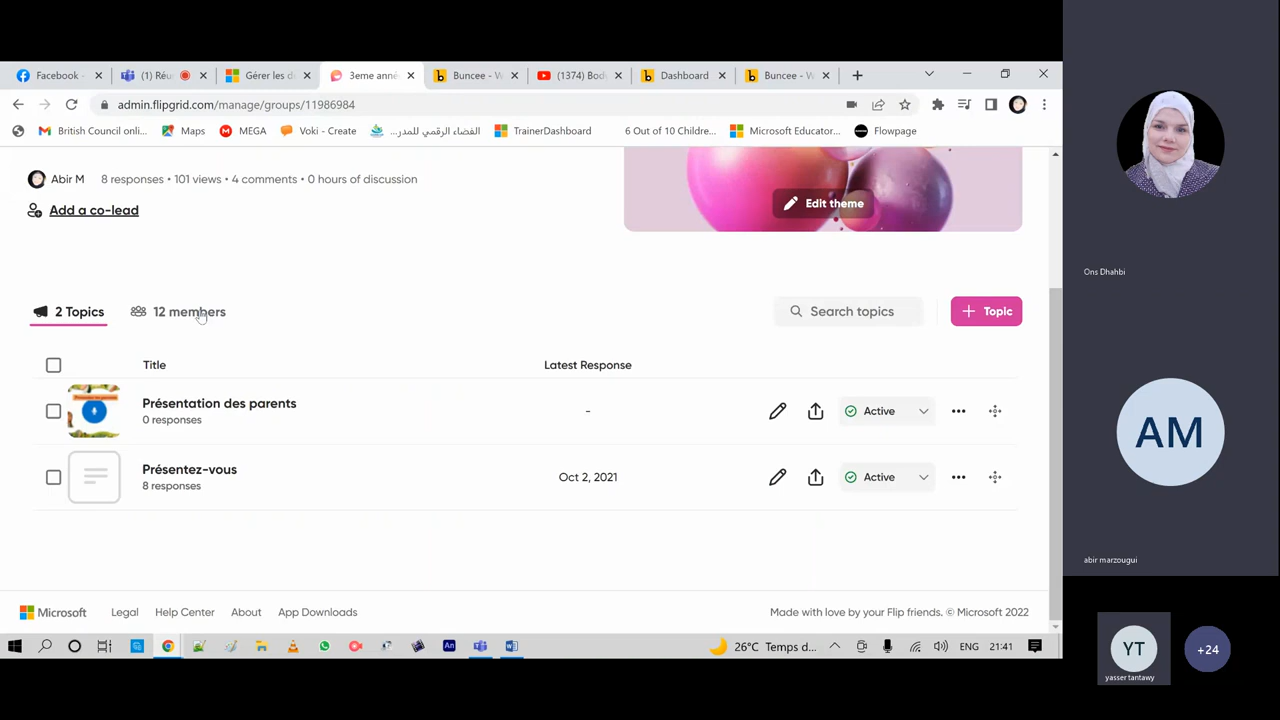 Facebook -
(1) Réu
Gérer les d
3eme anné
Buncee - W
(1374) Bod
Dashboard
Buncee - W
admin.flipgrid.com/manage/groups/11986984
British Council onli...
Maps
MEGA
Voki - Create
الفضاء الرقمي للمدر...
TrainerDashboard
6 Out of 10 Childre...
Microsoft Educator...
Flowpage
Abir M
8 responses • 101 views • 4 comments • 0 hours of discussion
Add a co-lead
Edit theme
2 Topics
12 members
Search topics
+ Topic
Title
Latest Response
Présentation des parents
0 responses
-
Active
Présentez-vous
8 responses
Oct 2, 2021
Active
Microsoft
Legal
Help Center
About
App Downloads
Made with love by your Flip friends. © Microsoft 2022
26°C Temps d...
ENG
21:41
Ons Dhahbi
AM
abir marzougui
YT
yasser tantawy
+24